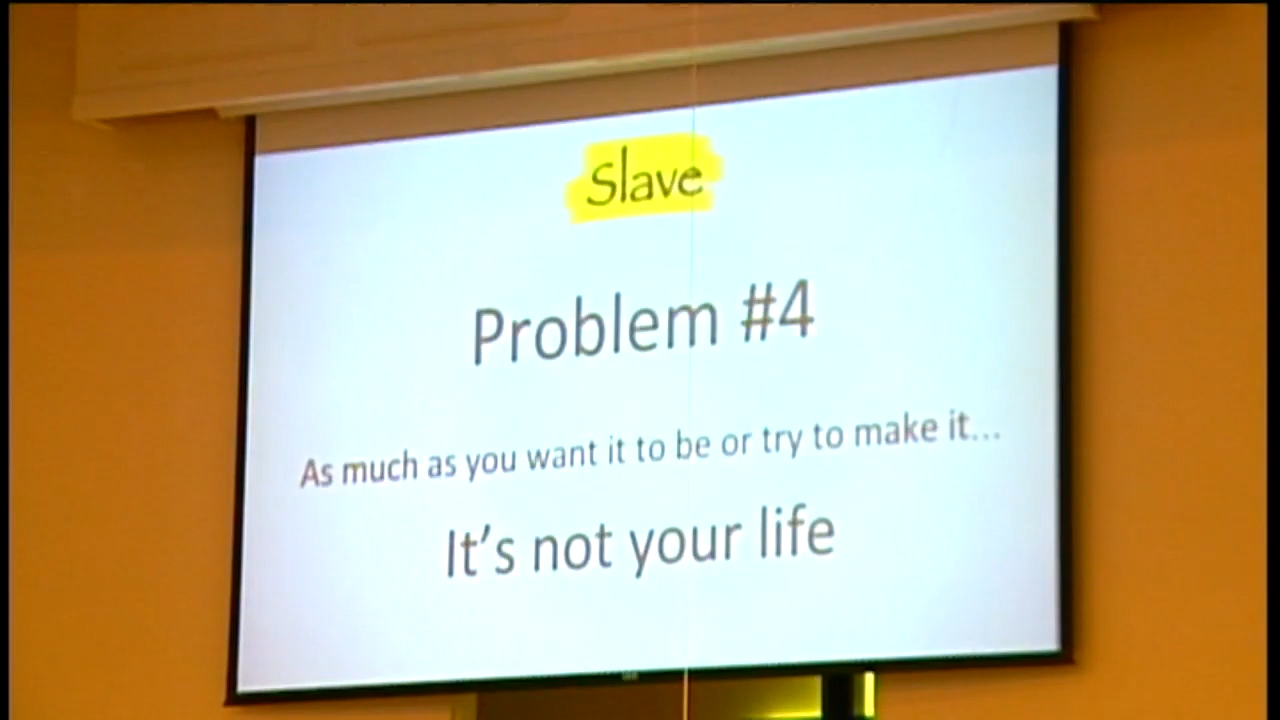 Slave
Problem #4
As much as you want it to be or try to make it...
It's not your life